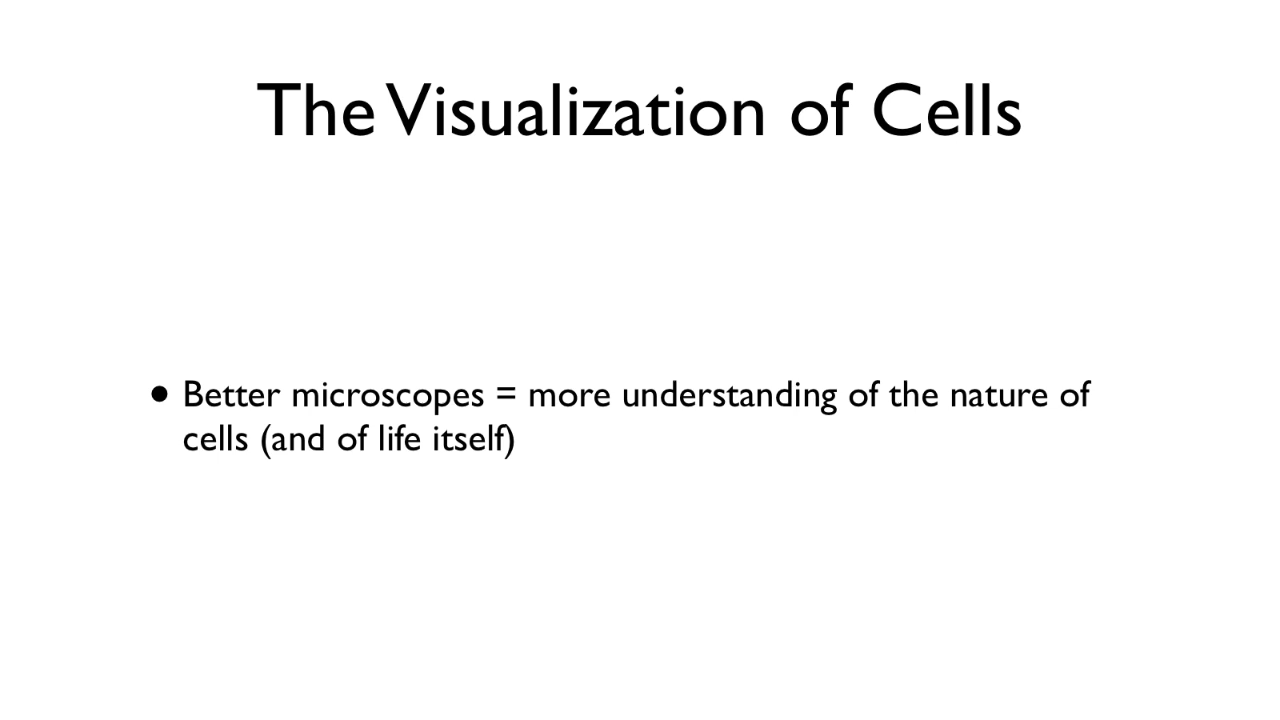 The Visualization of Cells
• Better microscopes = more understanding of the nature of
cells (and of life itself)